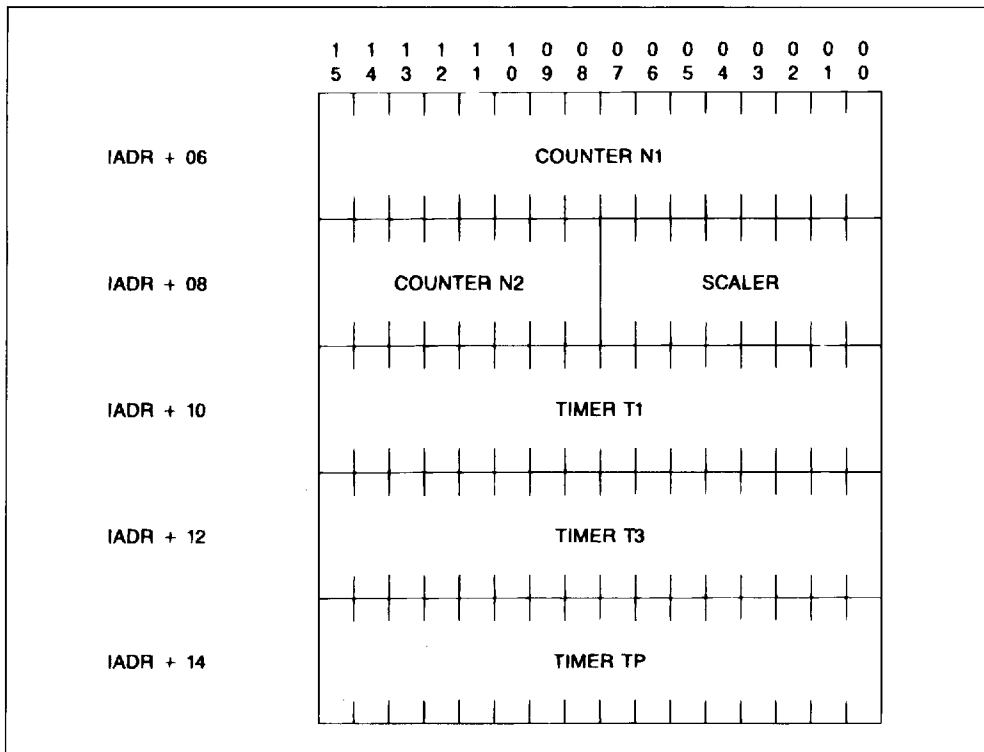 1 1 1 1 1 1 0 0 0 0 0 0 0 0 0 0
5 4 3 2 1 0 9 8 7 6 5 4 3 2 1 0
IADR + 06 COUNTER N1
IADR + 08 COUNTER N2 SCALER
IADR + 10 TIMER T1
IADR + 12 TIMER T3
IADR + 14 TIMER TP